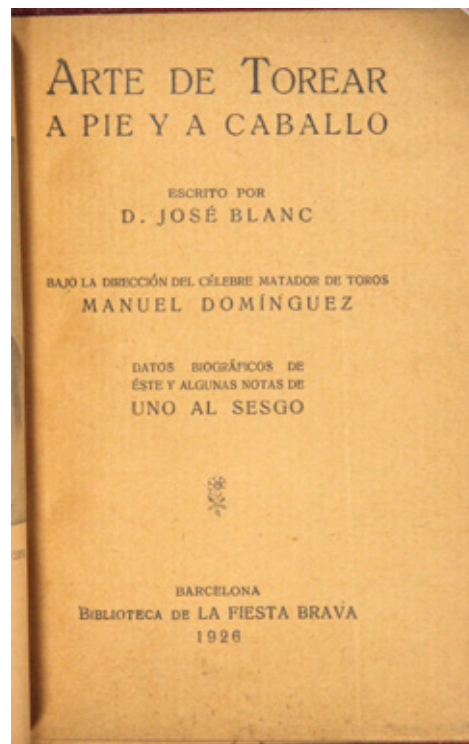 ARTE DE TOREAR
A PIE Y A CABALLO
ESCRITO POR
D. JOSÉ BLANC
BAJO LA DIRECCIÓN DEL CÉLEBRE MATADOR DE TOROS
MANUEL DOMÍNGUEZ
DATOS BIOGRÁFICOS DE
ÉSTE Y ALGUNAS NOTAS DE
UNO AL SESGO
BARCELONA
BIBLIOTECA DE LA FIESTA BRAVA
1926